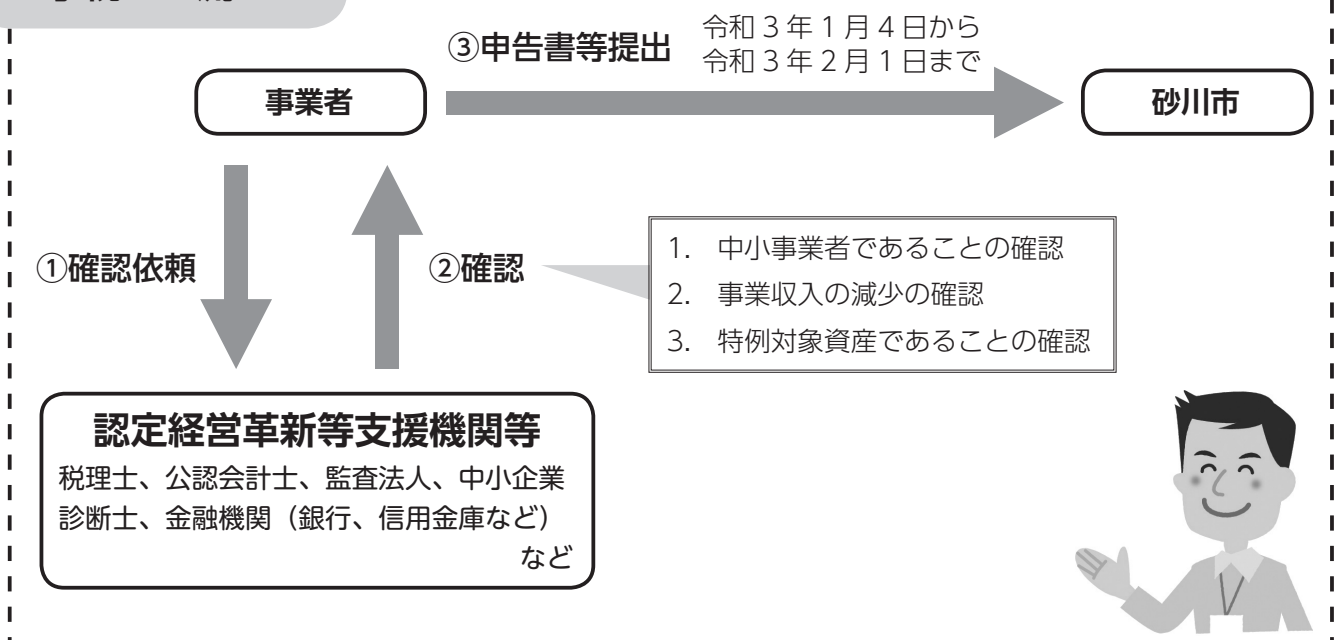 ③申告書等提出
令和3年1月4日から
令和3年2月1日まで
事業者
砂川市
①確認依頼
②確認
1. 中小事業者であることの確認
2. 事業収入の減少の確認
3. 特例対象資産であることの確認
認定経営革新等支援機関等
税理士、公認会計士、監査法人、中小企業
診断士、金融機関（銀行、信用金庫など）
など